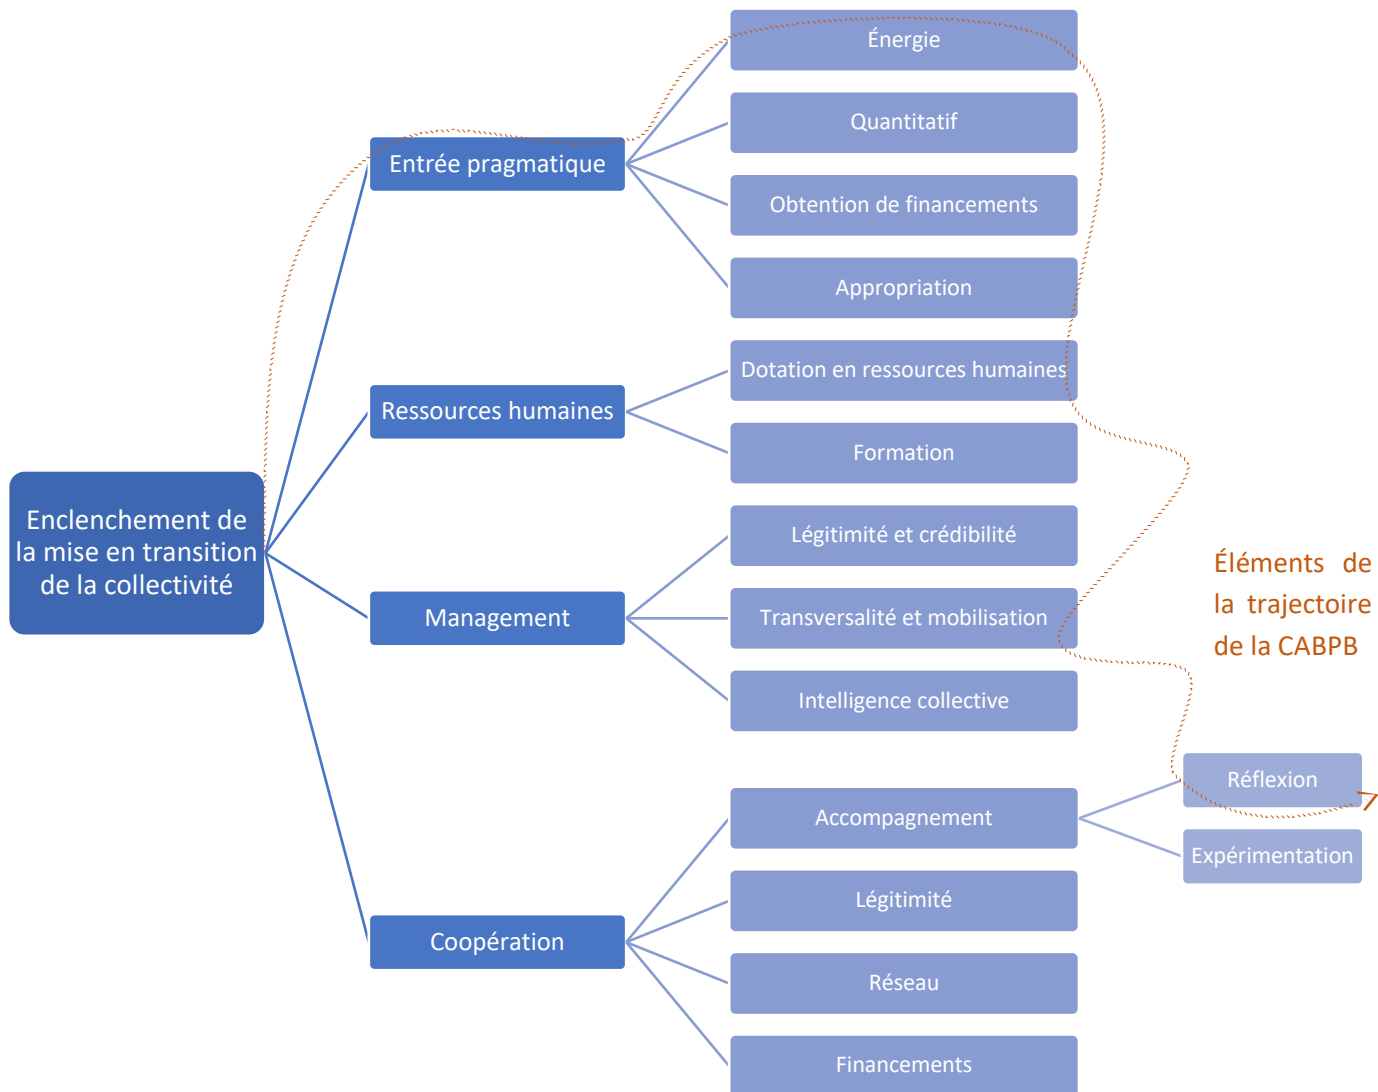 Énergie
Quantitatif
Entrée pragmatique
Obtention de financements
Appropriation
Dotation en ressources humaines
Ressources humaines
Formation
Enclenchement de
la mise en transition
de la collectivité
Légitimité et crédibilité
Management
Transversalité et mobilisation
Intelligence collective
Éléments de
la trajectoire
de la CABPB
Réflexion
Accompagnement
Expérimentation
Légitimité
Coopération
Réseau
Financements